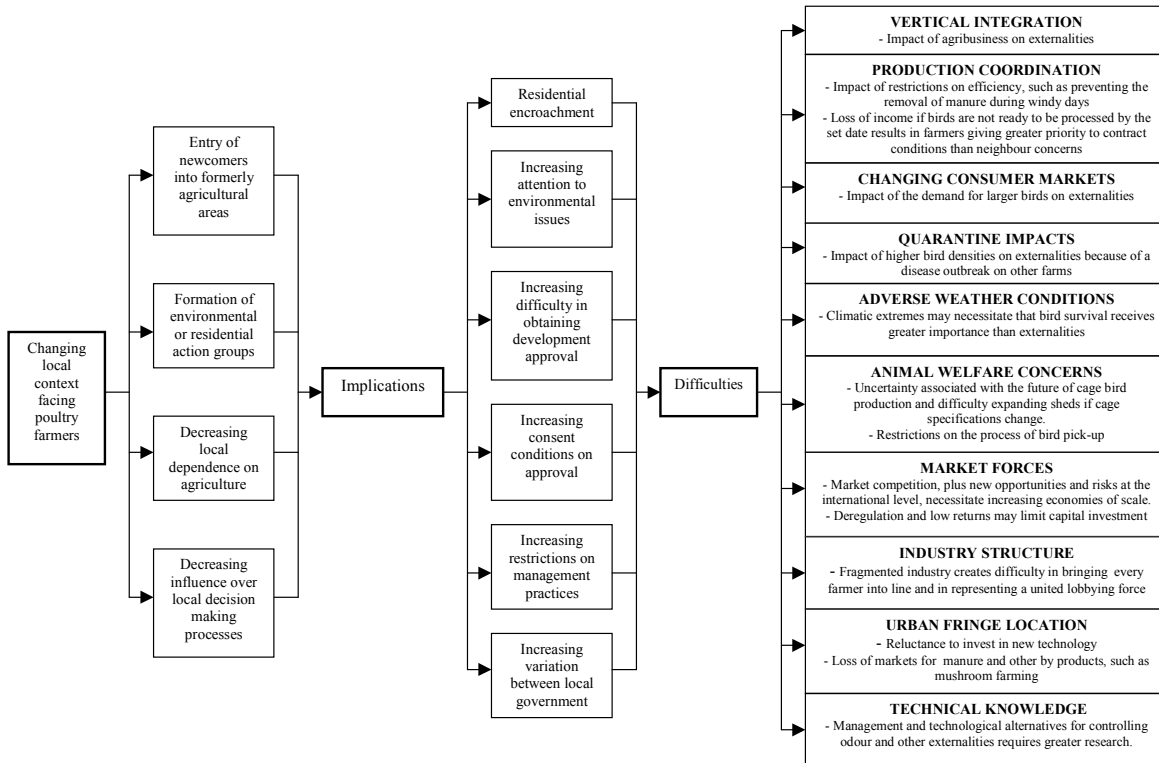 Changing
local
context
facing
poultry
farmers
Entry of
newcomers
into formerly
agricultural
areas
Formation of
environmental
or residential
action groups
Decreasing
local
dependence on
agriculture
Decreasing
influence over
local decision
making
processes
Implications
Residential
encroachment
Increasing
attention to
environmental
issues
Increasing
difficulty in
obtaining
development
approval
Increasing
consent
conditions on
approval
Increasing
restrictions on
management
practices
Increasing
variation
between local
government
Difficulties
VERTICAL INTEGRATION
- Impact of agribusiness on externalities
PRODUCTION COORDINATION
- Impact of restrictions on efficiency, such as preventing the
removal of manure during windy days
- Loss of income if birds are not ready to be processed by the
set date results in farmers giving greater priority to contract
conditions than neighbour concerns
CHANGING CONSUMER MARKETS
- Impact of the demand for larger birds on externalities
QUARANTINE IMPACTS
- Impact of higher bird densities on externalities because of a
disease outbreak on other farms
ADVERSE WEATHER CONDITIONS
- Climatic extremes may necessitate that bird survival receives
greater importance than externalities
ANIMAL WELFARE CONCERNS
- Uncertainty associated with the future of cage bird
production and difficulty expanding sheds if cage
specifications change.
- Restrictions on the process of bird pick-up
MARKET FORCES
- Market competition, plus new opportunities and risks at the
international level, necessitate increasing economies of scale.
- Deregulation and low returns may limit capital investment
INDUSTRY STRUCTURE
- Fragmented industry creates difficulty in bringing every
farmer into line and in representing a united lobbying force
URBAN FRINGE LOCATION
- Reluctance to invest in new technology
- Loss of markets for manure and other by products, such as
mushroom farming
TECHNICAL KNOWLEDGE
- Management and technological alternatives for controlling
odour and other externalities requires greater research.